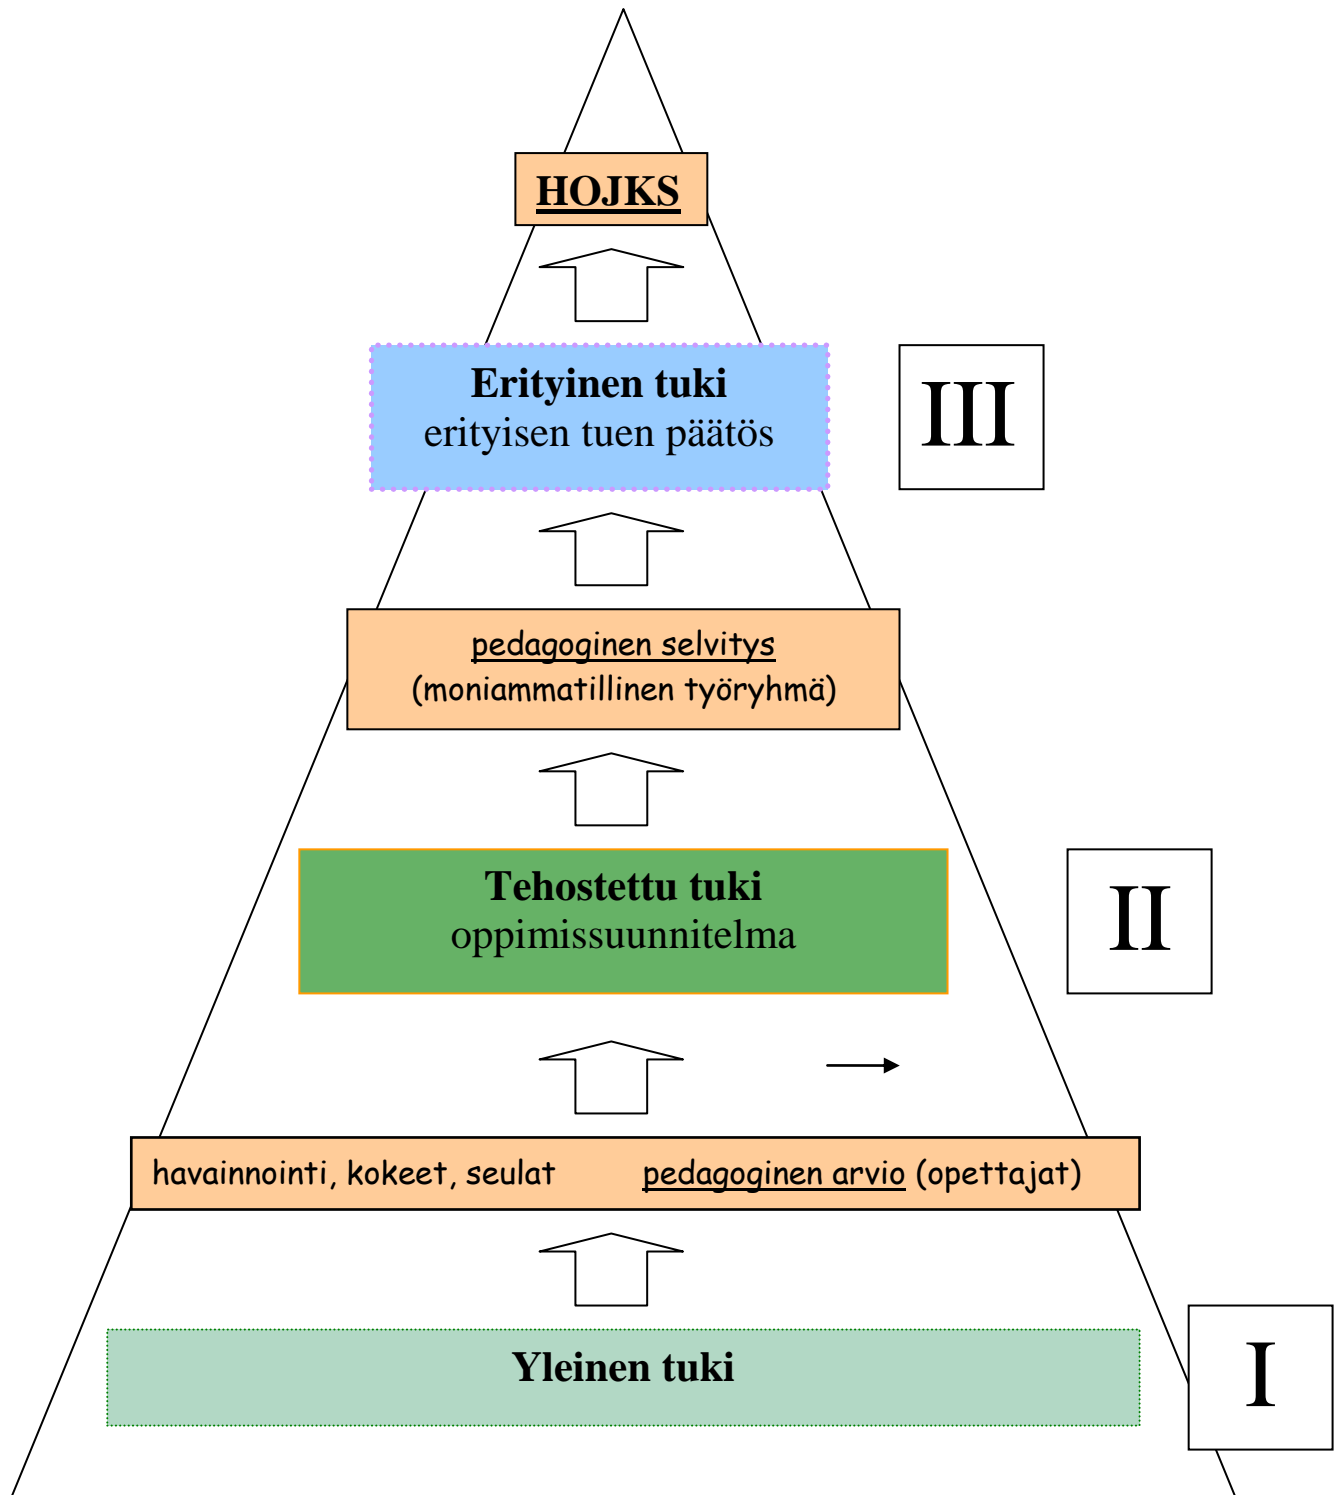 HOJKS
Erityinen tuki
erityisen tuen päätös
III
pedagoginen selvitys
(moniammatillinen työryhmä)
Tehostettu tuki
oppimissuunnitelma
II
havainnointi, kokeet, seulat pedagoginen arvio (opettajat)
Yleinen tuki
I